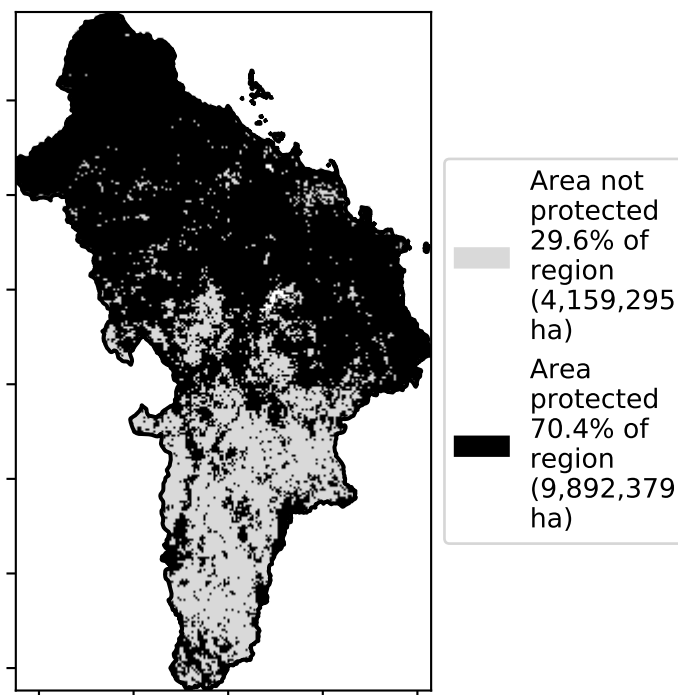 Area not
protected
29.6% of
region
(4,159,295
ha)
Area
protected
70.4% of
region
(9,892,379
ha)